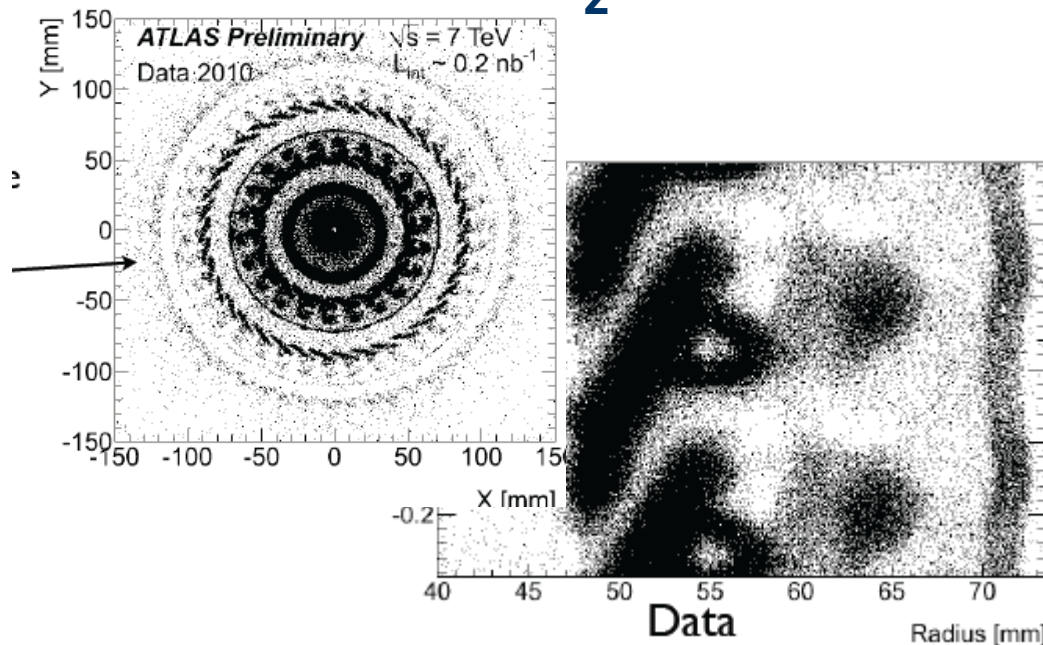 2
150
Y [mm]
ATLAS Preliminary
√s = 7 TeV
Data 2010
L_int ~ 0.2 nb⁻¹
100
50
0
-50
-100
-150
-150 -100 -50 0 50
X [mm]
-0.2
40 45 50 55 60 65 70
Data
Radius [mm]